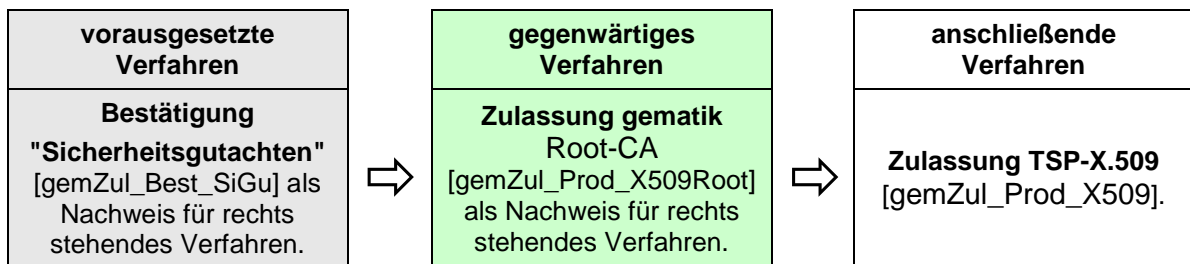 vorausgesetzte
Verfahren
Bestätigung
"Sicherheitsgutachten"
[gemZul_Best_SiGu] als
Nachweis für rechts
stehendes Verfahren.
gegenwärtiges
Verfahren
Zulassung gematik
Root-CA
[gemZul_Prod_X509Root]
als Nachweis für rechts
stehendes Verfahren.
anschließende
Verfahren
Zulassung TSP-X.509
[gemZul_Prod_X509].